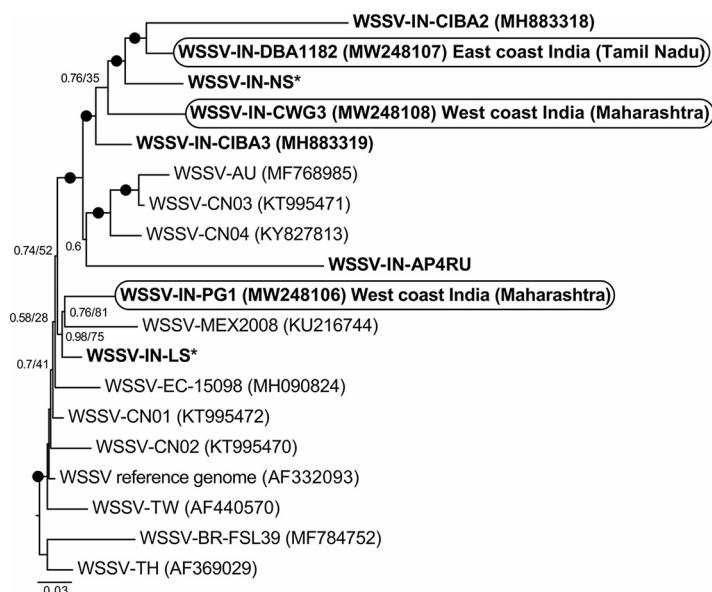 WSSV-IN-CIBA2 (MH883318)
WSSV-IN-DBA1182 (MW248107) East coast India (Tamil Nadu)
0.76/35
WSSV-IN-NS*
WSSV-IN-CWG3 (MW248108) West coast India (Maharashtra)
WSSV-IN-CIBA3 (MH883319)
WSSV-AU (MF768985)
WSSV-CN03 (KT995471)
WSSV-CN04 (KY827813)
0.6
0.74/52
WSSV-IN-AP4RU
WSSV-IN-PG1 (MW248106) West coast India (Maharashtra)
0.76/81
0.58/28
WSSV-MEX2008 (KU216744)
0.98/75
WSSV-IN-LS*
0.7/41
WSSV-EC-15098 (MH090824)
WSSV-CN01 (KT995472)
WSSV-CN02 (KT995470)
WSSV reference genome (AF332093)
WSSV-TW (AF440570)
WSSV-BR-FSL39 (MF784752)
WSSV-TH (AF369029)
0.03